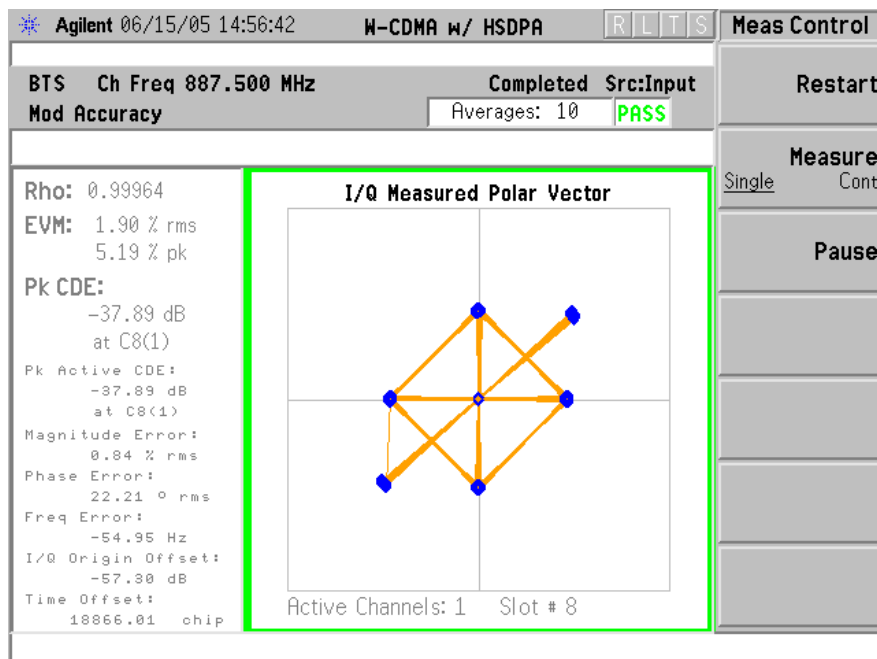 Agilent 06/15/05 14:56:42 W-CDMA w/ HSDPA R L T S Meas Control
BTS Ch Freq 887.500 MHz Completed Src:Input
Mod Accuracy Averages: 10 PASS
Restart
Measure
Single Cont
Pause
Rho: 0.99964
EVM: 1.90 % rms
5.19 % pk
Pk CDE:
-37.89 dB
at C8(1)
Pk Active CDE:
-37.89 dB
at C8(1)
Magnitude Error:
0.84 % rms
Phase Error:
22.21 º rms
Freq Error:
-54.95 Hz
I/Q Origin Offset:
-57.30 dB
Time Offset:
18866.01 chip
I/Q Measured Polar Vector
Active Channels: 1 Slot # 8